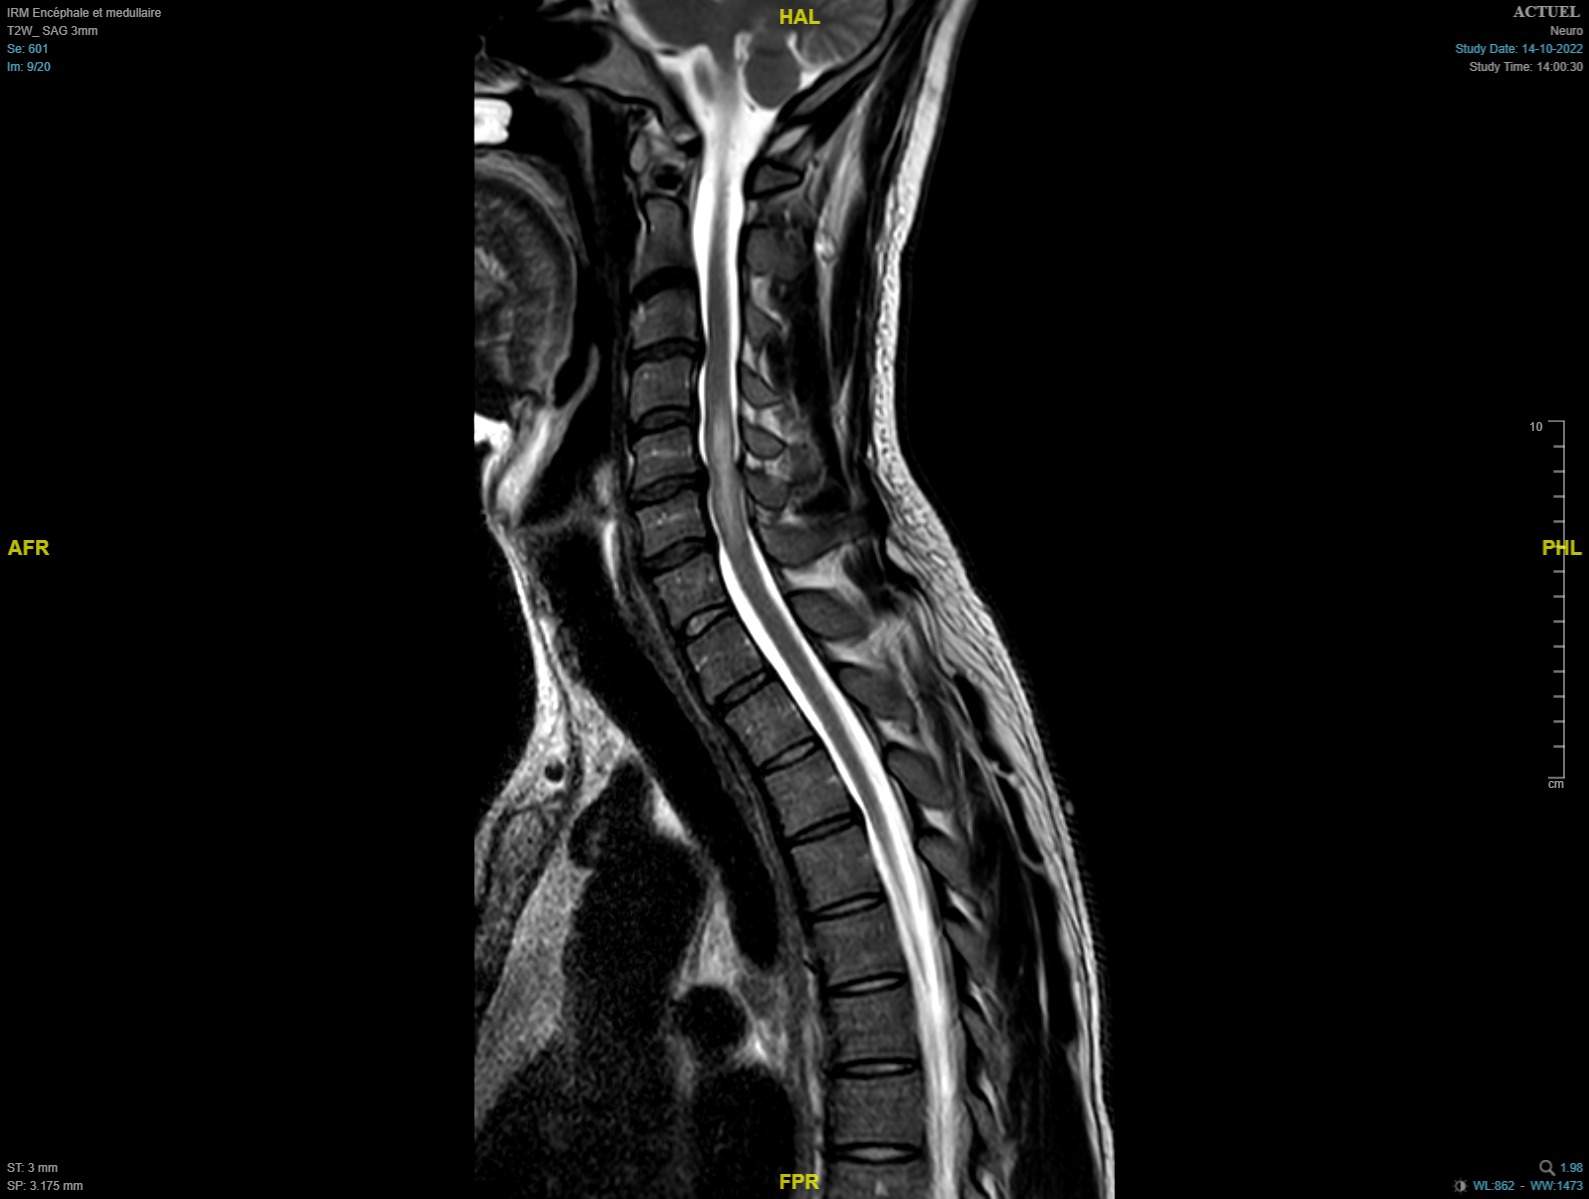 IRM Encéphale et medullaire
T2W_ SAG 3mm
Se: 601
Im: 9/20
HAL
ACTUEL
Neuro
Study Date: 14-10-2022
Study Time: 14:00:30
AFR
PHL
10
cm
ST: 3 mm
SP: 3.175 mm
FPR
1.98
WL:862 - WW:1473